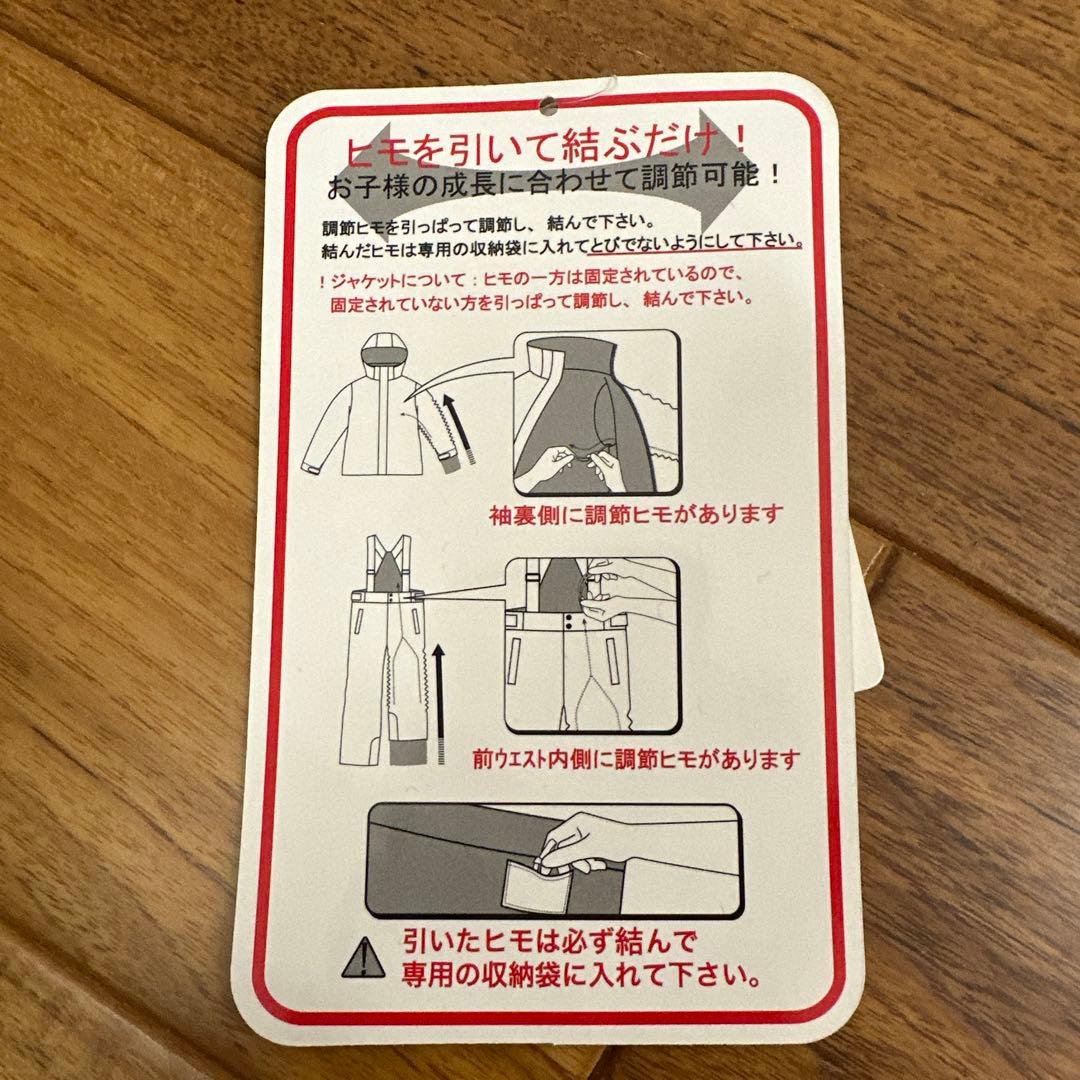 ヒモを引いて結ぶだけ！
お子様の成長に合わせて調節可能！
調節ヒモを引っぱって調節し、結んで下さい。
結んだヒモは専用の収納袋に入れてとびでないようにして下さい。
！ジャケットについて：ヒモの一方は固定されているので、
固定されていない方を引っぱって調節し、結んで下さい。
袖裏側に調節ヒモがあります
前ウエスト内側に調節ヒモがあります
引いたヒモは必ず結んで
専用の収納袋に入れて下さい。